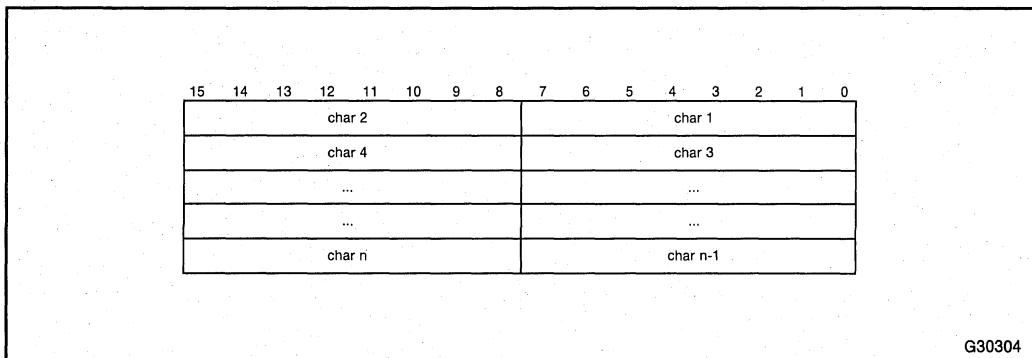 15 14 13 12 11 10 9 8 7 6 5 4 3 2 1 0
char 2 char 1
char 4 char 3
... ...
... ...
char n char n-1
G30304